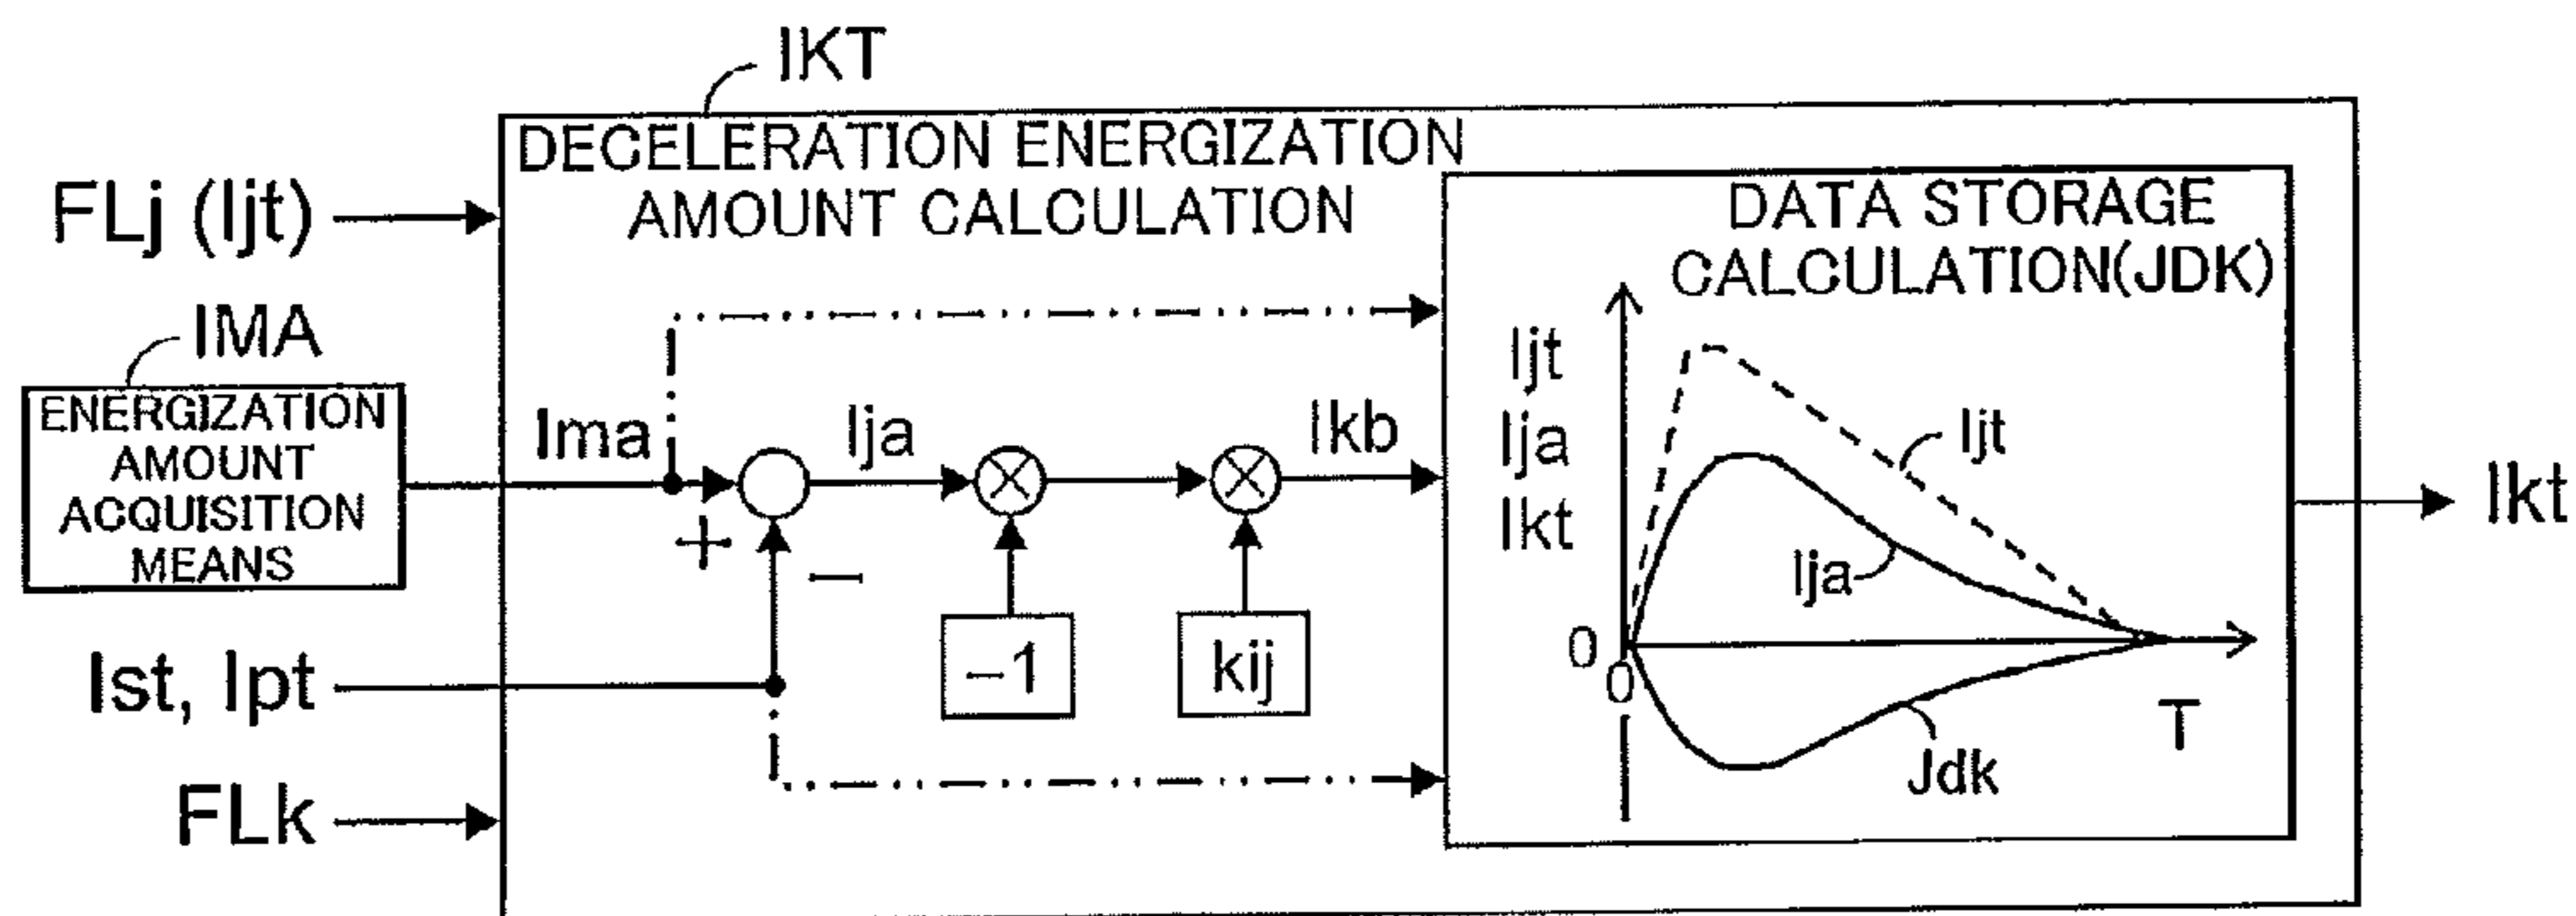 IKT
DECELERATION ENERGIZATION
AMOUNT CALCULATION
DATA STORAGE
CALCULATION(JDK)
FLj (Ijt)
IMA
ENERGIZATION
AMOUNT
ACQUISITION
MEANS
Ima
Ija
Ikb
+
−
−1
kij
Ist, Ipt
FLk
Ijt
Ija
Ikt
Ijt
Ija
0
0
T
Jdk
Ikt